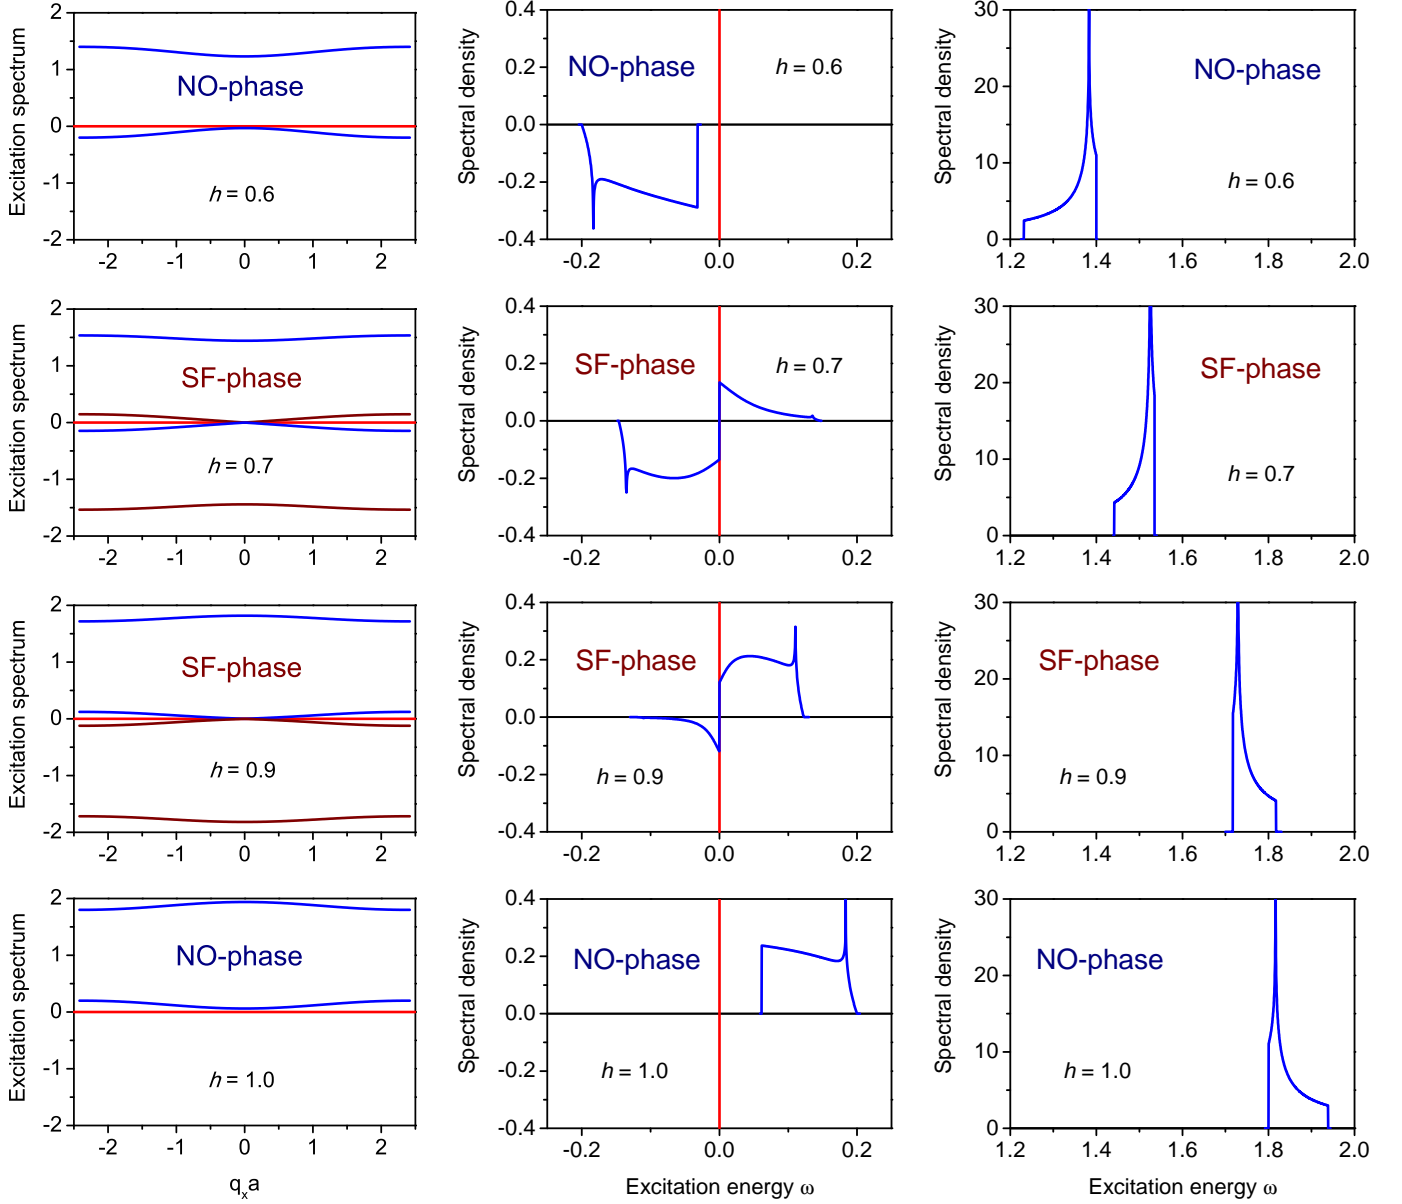 Excitation spectrum
2
1
0
-1
-2
NO-phase
h = 0.6
-2
-1
0
1
2
Spectral density
0.4
0.2
0.0
-0.2
-0.4
NO-phase
h = 0.6
-0.2
0.0
0.2
Spectral density
30
20
10
0
NO-phase
h = 0.6
1.2
1.4
1.6
1.8
2.0
Excitation spectrum
2
1
0
-1
-2
SF-phase
h = 0.7
-2
-1
0
1
2
Spectral density
0.4
0.2
0.0
-0.2
-0.4
SF-phase
h = 0.7
-0.2
0.0
0.2
Spectral density
30
20
10
0
SF-phase
h = 0.7
1.2
1.4
1.6
1.8
2.0
Excitation spectrum
2
1
0
-1
-2
SF-phase
h = 0.9
-2
-1
0
1
2
Spectral density
0.4
0.2
0.0
-0.2
-0.4
SF-phase
h = 0.9
-0.2
0.0
0.2
Spectral density
30
20
10
0
SF-phase
h = 0.9
1.2
1.4
1.6
1.8
2.0
Excitation spectrum
2
1
0
-1
-2
NO-phase
h = 1.0
-2
-1
0
1
2
qₓa
Spectral density
0.4
0.2
0.0
-0.2
-0.4
NO-phase
h = 1.0
-0.2
0.0
0.2
Excitation energy ω
Spectral density
30
20
10
0
NO-phase
h = 1.0
1.2
1.4
1.6
1.8
2.0
Excitation energy ω